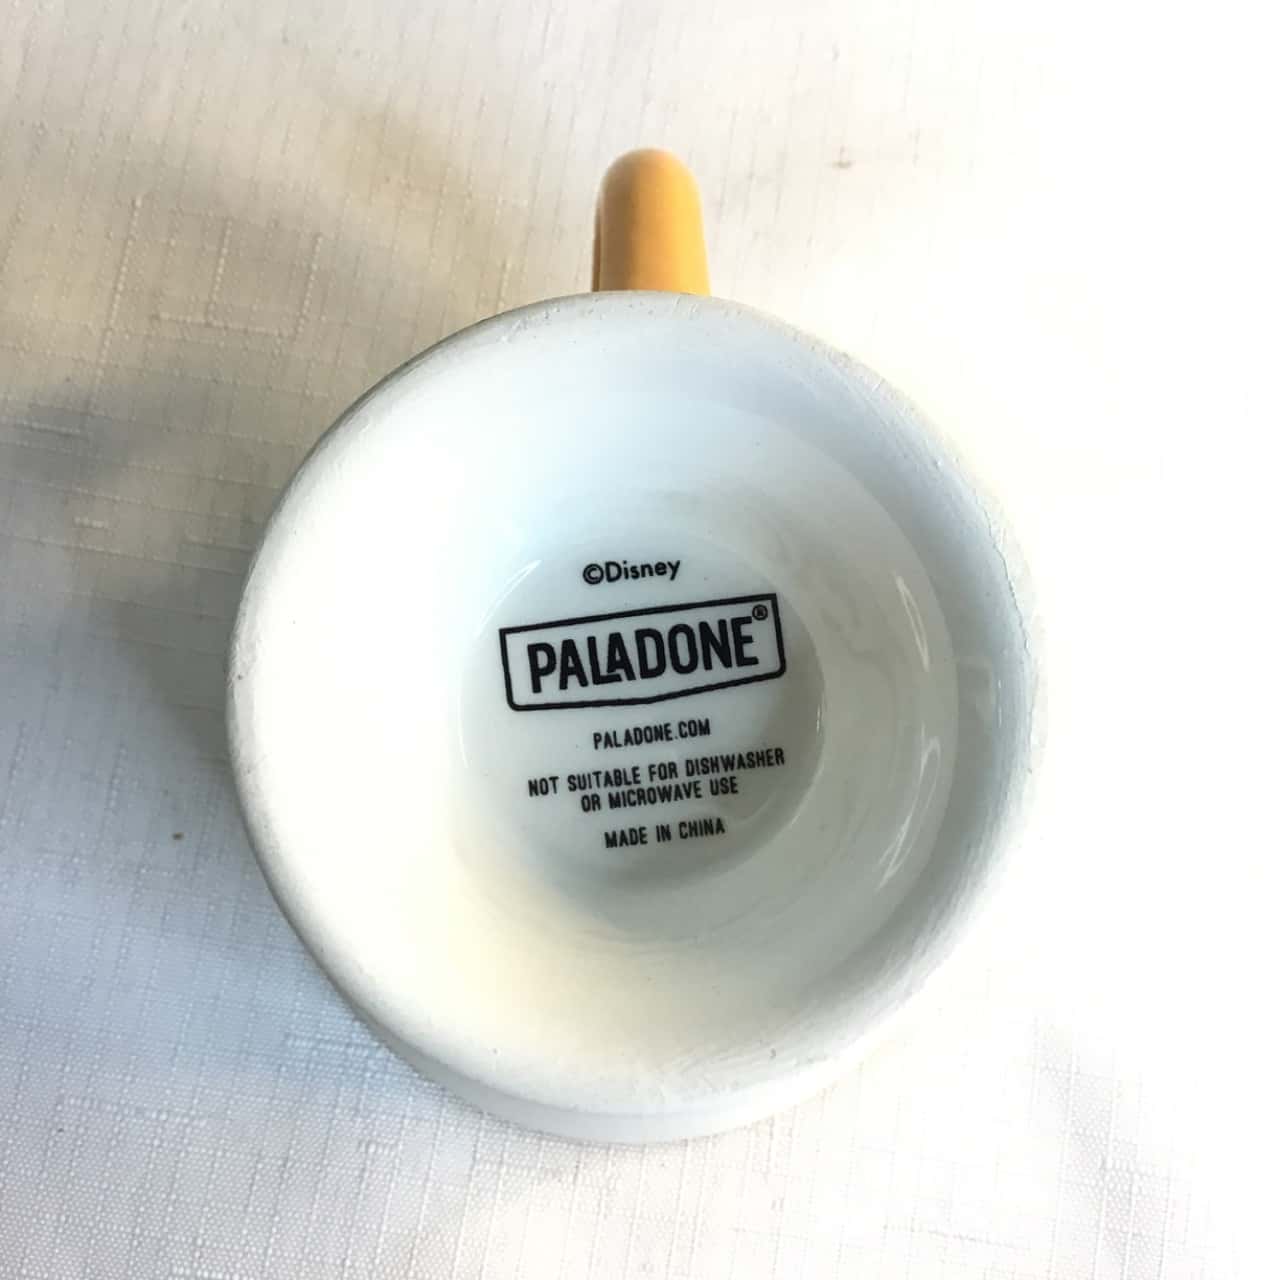 ©Disney
PALADONE®
PALADONE.COM
NOT SUITABLE FOR DISHWASHER
OR MICROWAVE USE
MADE IN CHINA